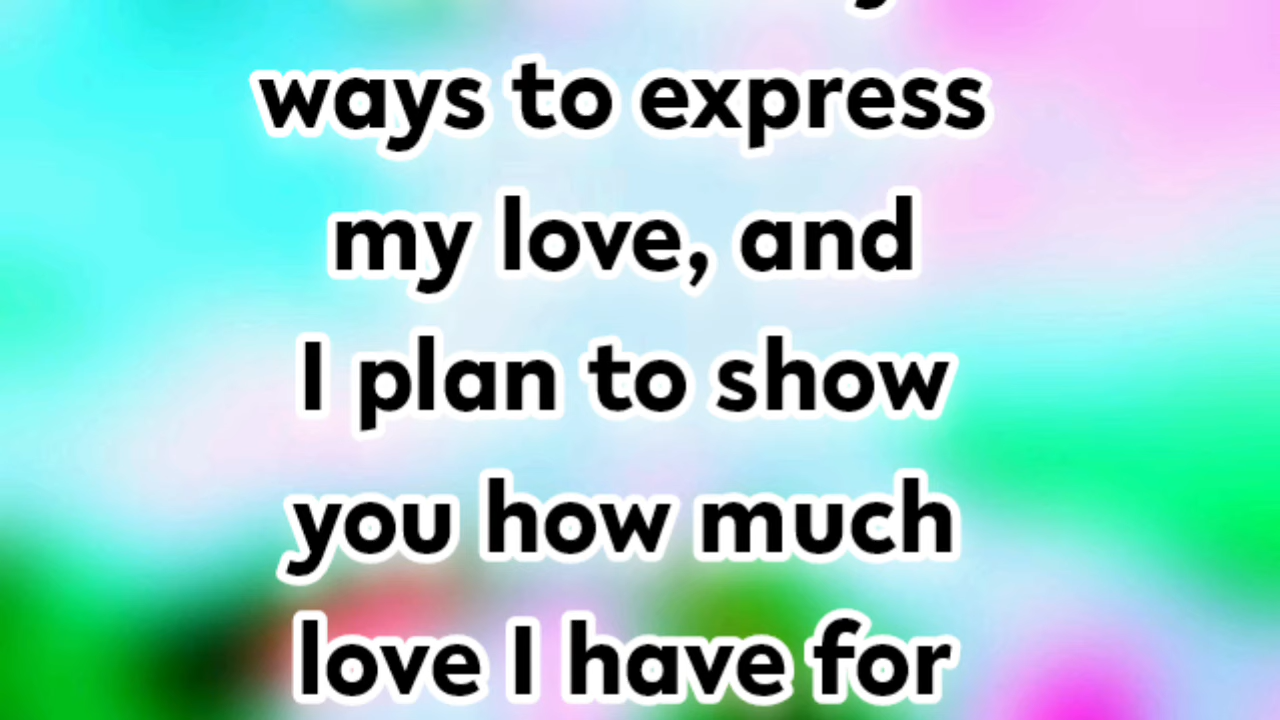 ways to express
my love, and
I plan to show
you how much
love I have for